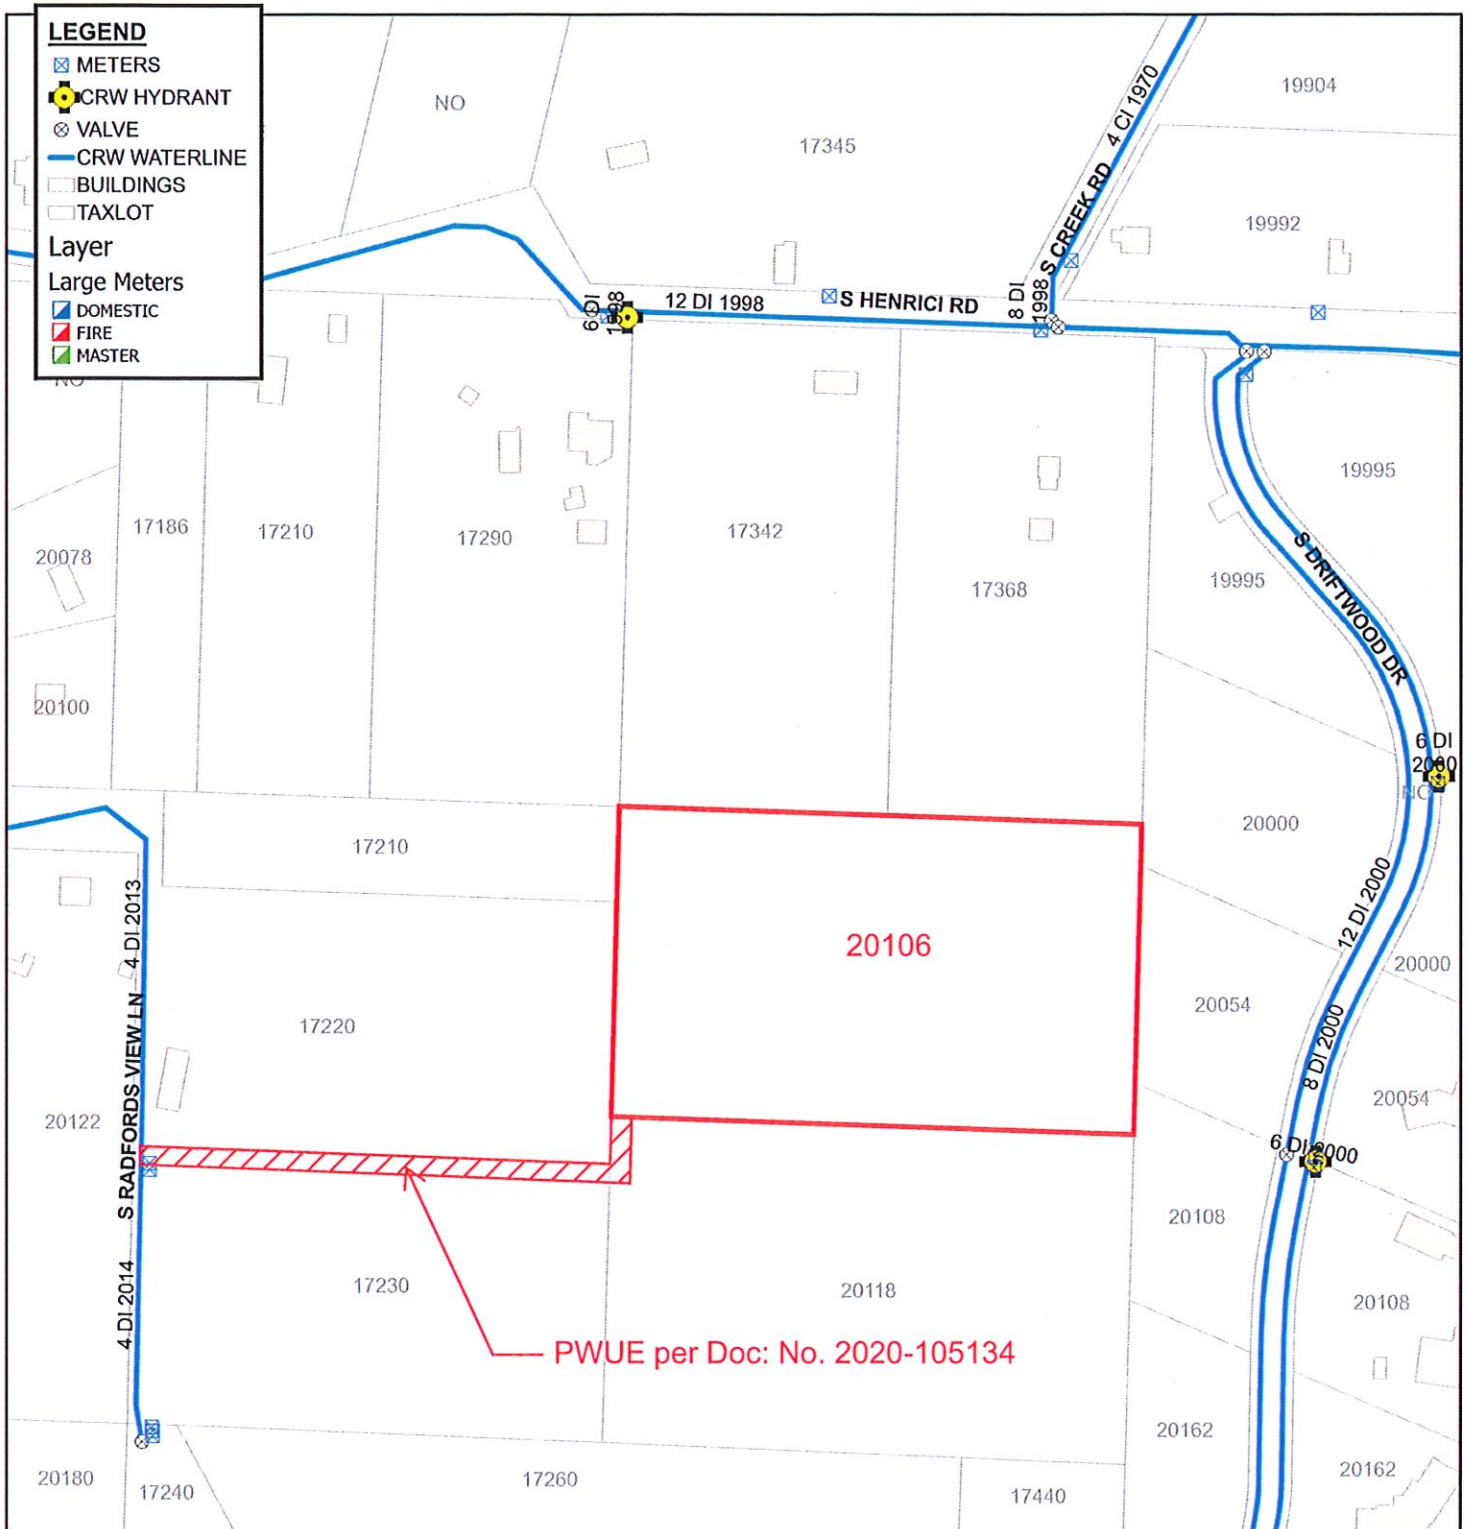 LEGEND
METERS
CRW HYDRANT
VALVE
CRW WATERLINE
BUILDINGS
TAXLOT
Layer
Large Meters
DOMESTIC
FIRE
MASTER
NO
NO
17345
19904
19992
4 CI 1970
S CREEK RD
8 DI
1998
6 DI
12 DI 1998
S HENRICI RD
17186
17210
17290
17342
17368
19995
19995
S DRIFTWOOD DR
20078
20100
6 DI
2000
NO
20000
17210
20106
12 DI 2000
20000
4 DI 2013
S RADFORDS VIEW LN
17220
20054
8 DI 2000
20054
20122
6 DI 2000
20108
4 DI 2014
17230
20118
20108
PWUE per Doc: No. 2020-105134
20162
20162
20180
17240
17260
17440